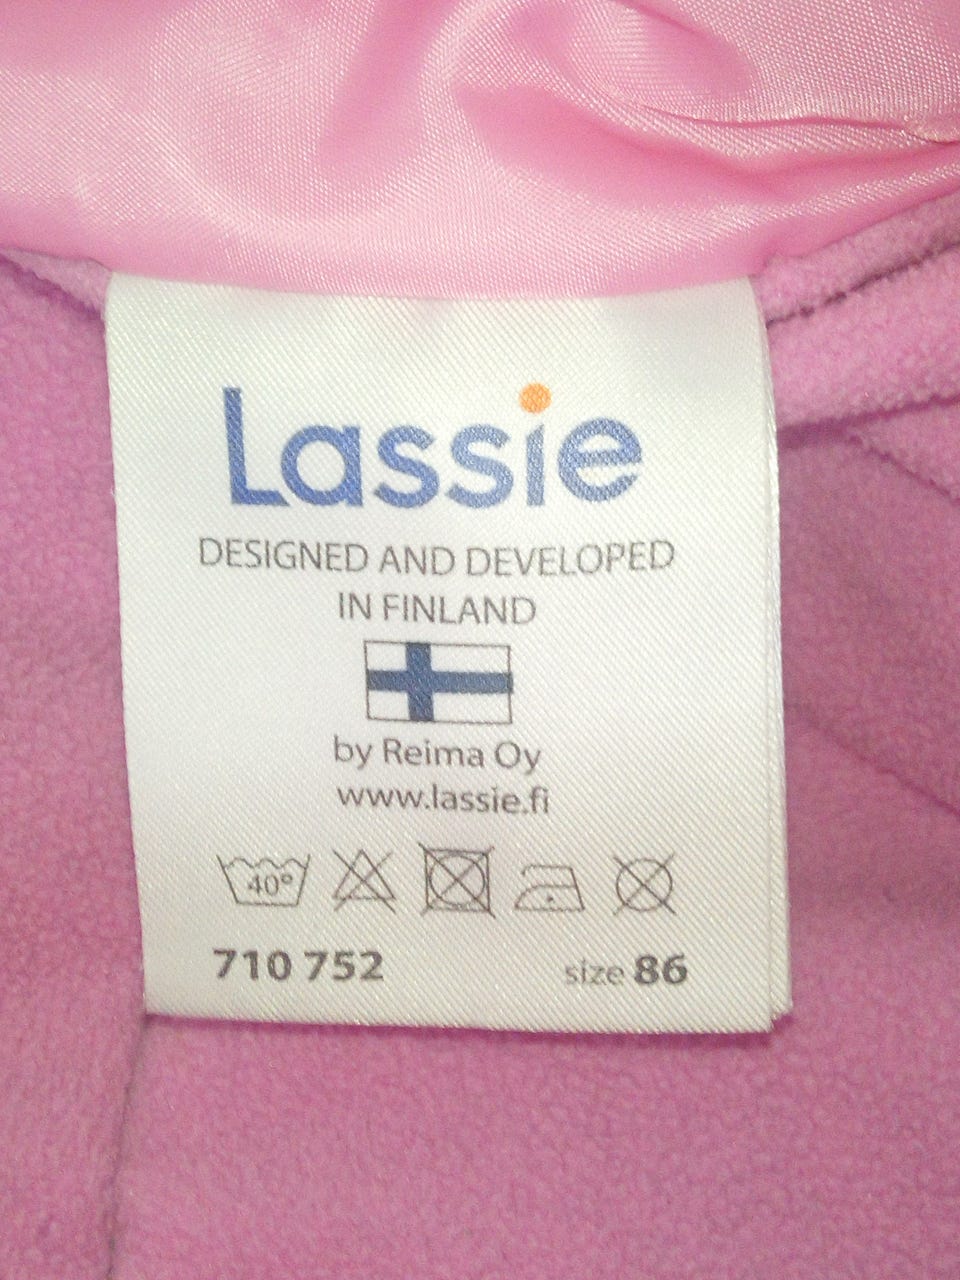 Lassie
DESIGNED AND DEVELOPED
IN FINLAND
by Reima Oy
www.lassie.fi
40°
710 752 size 86